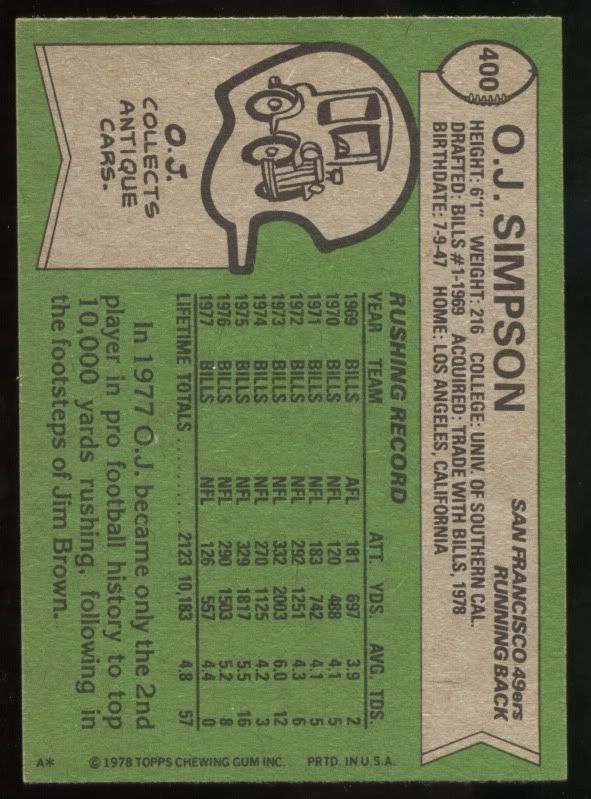 400
O.J. SIMPSON
SAN FRANCISCO 49ers
RUNNING BACK
HEIGHT: 6'1" WEIGHT: 216 COLLEGE: UNIV. OF SOUTHERN CAL.
DRAFTED: BILLS #1-1969 ACQUIRED: TRADE WITH BILLS, 1978
BIRTHDATE: 7-9-47 HOME: LOS ANGELES, CALIFORNIA
O.J.
COLLECTS
ANTIQUE
CARS.
RUSHING RECORD
YEAR TEAM ATT. YDS. AVG. TDS.
1969 BILLS AFL 181 697 3.9 2
1970 BILLS NFL 120 488 4.1 5
1971 BILLS NFL 183 742 4.1 5
1972 BILLS NFL 292 1251 4.3 6
1973 BILLS NFL 332 2003 6.0 12
1974 BILLS NFL 270 1125 4.2 3
1975 BILLS NFL 329 1817 5.5 16
1976 BILLS NFL 290 1503 5.2 8
1977 BILLS NFL 126 557 4.4 0
LIFETIME TOTALS .......... 2123 10,183 4.8 57
In 1977 O.J. became only the 2nd
player in pro football history to top
10,000 yards rushing, following in
the footsteps of Jim Brown.
A* © 1978 TOPPS CHEWING GUM INC. PRTD. IN U.S.A.